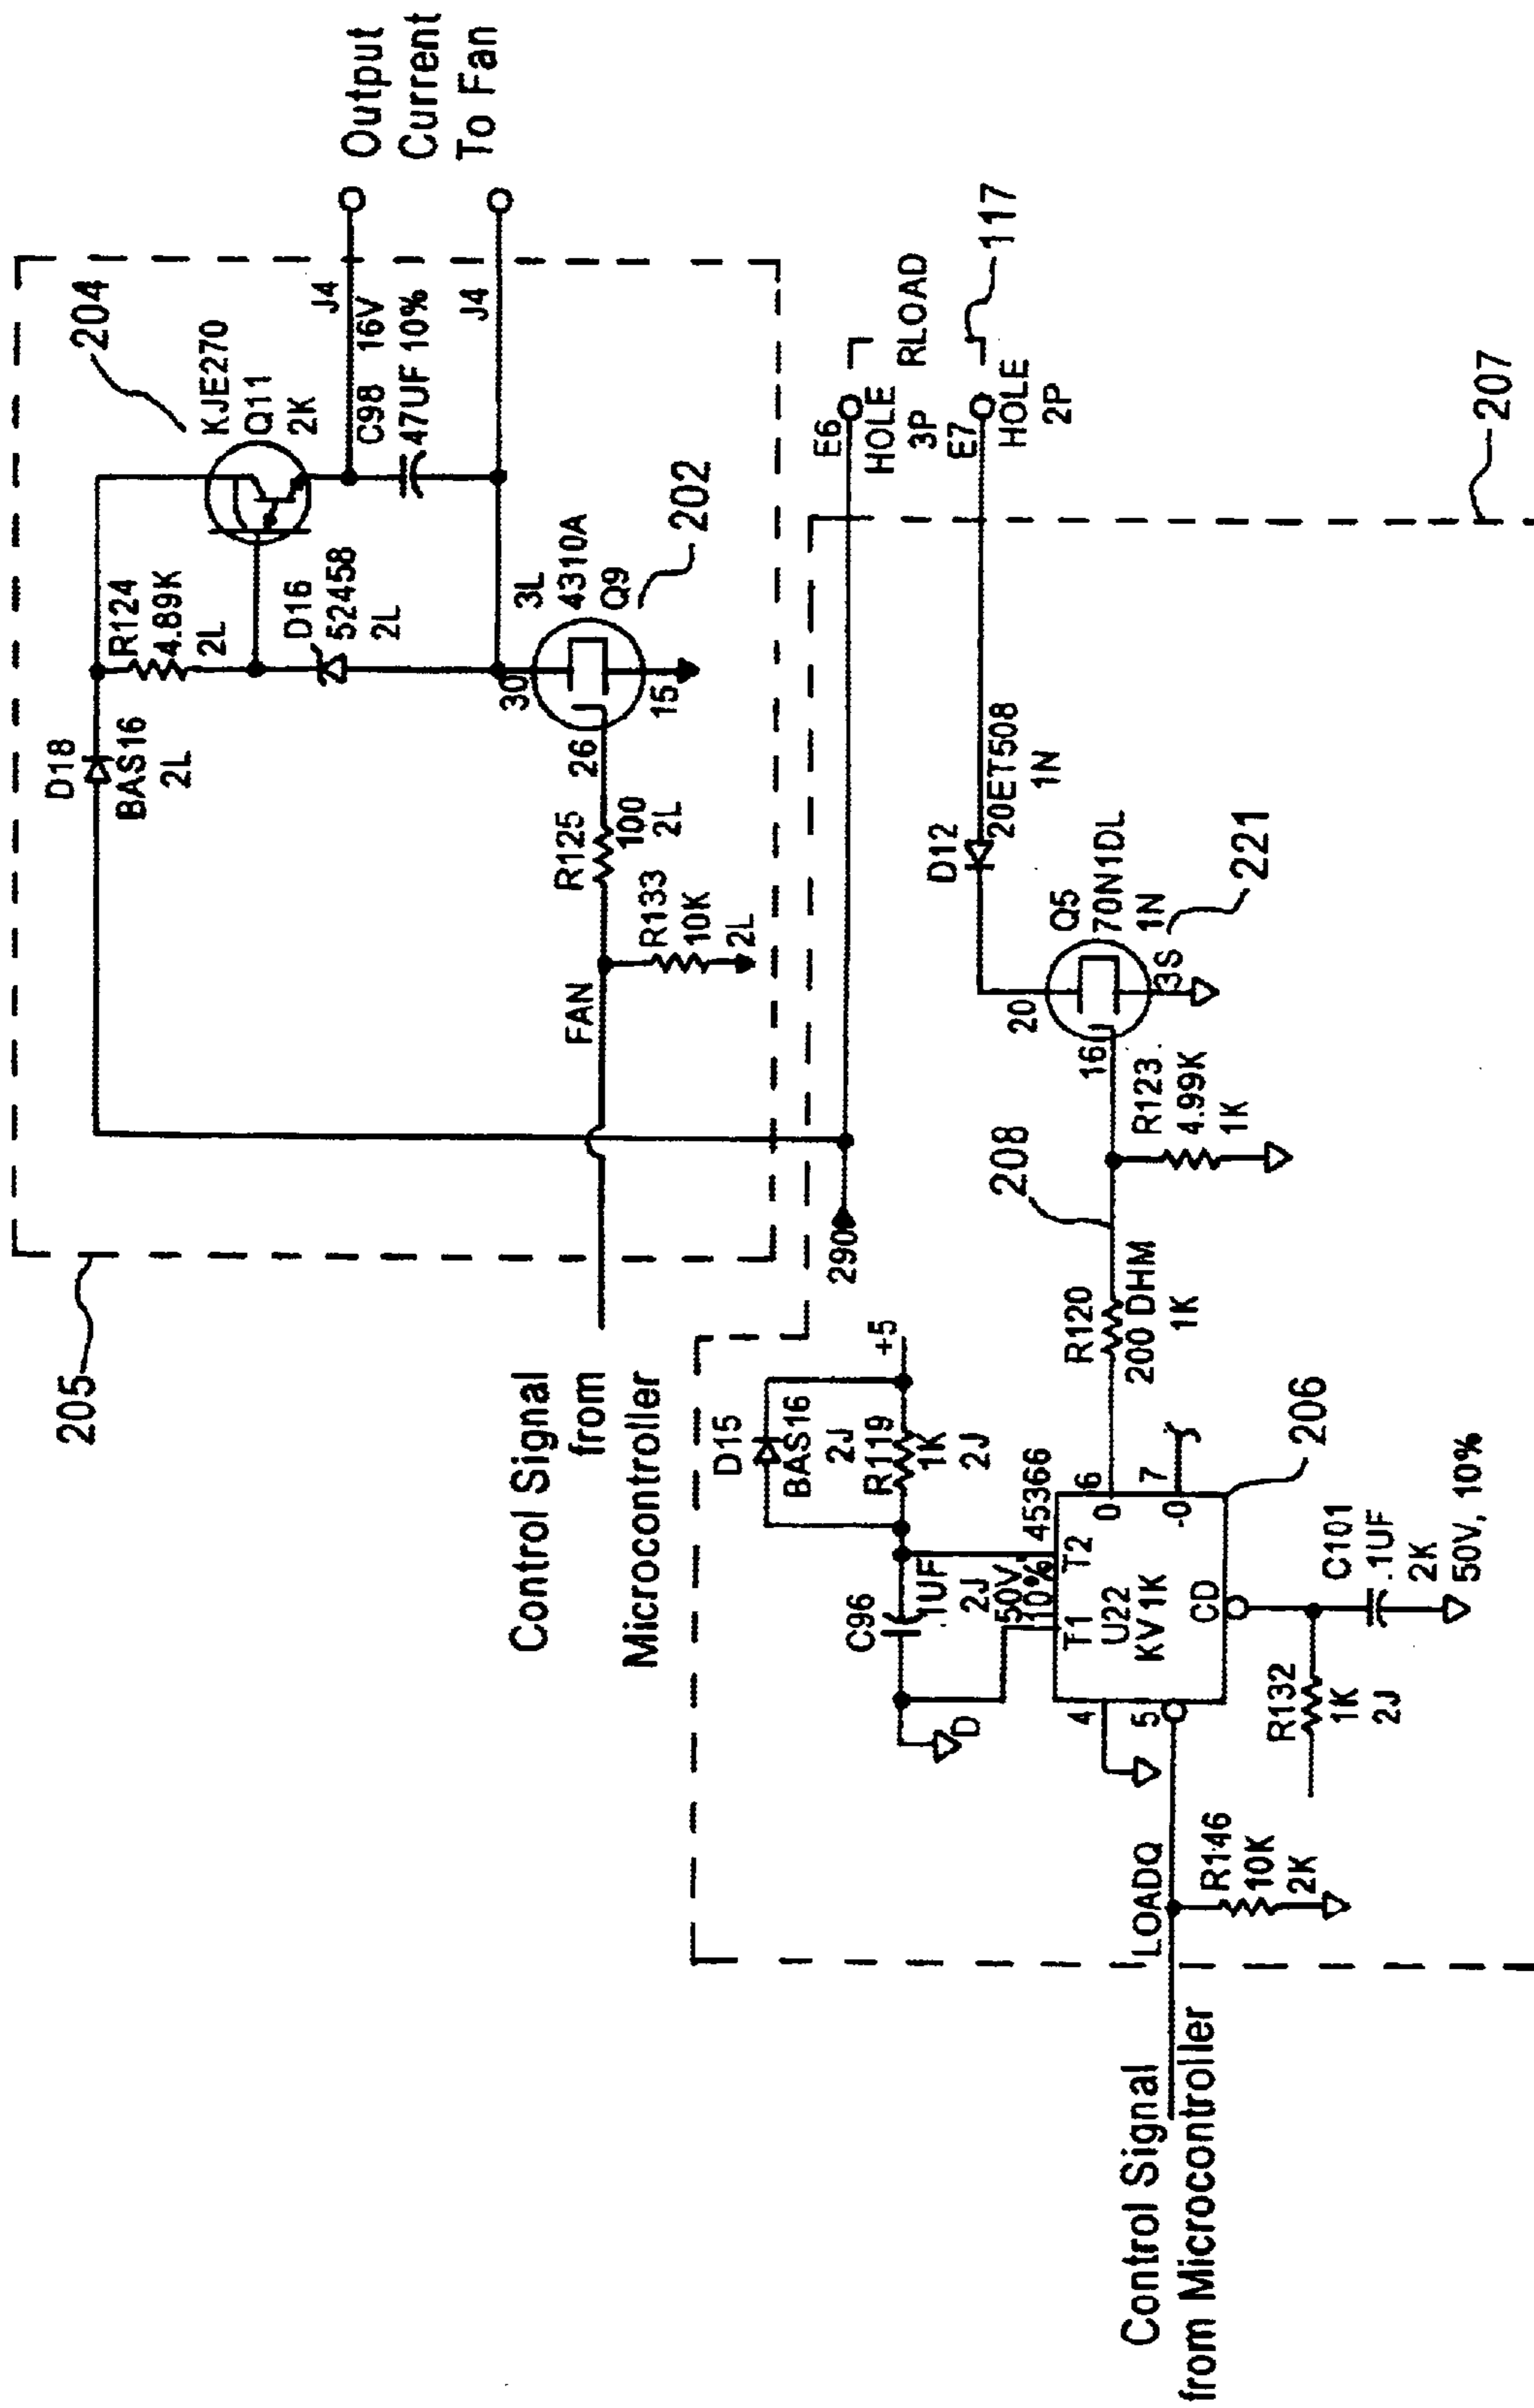 205
204
KJE270
Q11
2K
D18
BAS16
2L
R124
4.89K
2L
D16
52458
2L
J4
C98 16V
47UF 10%
J4
Output
Current
To Fan
3L
4310A
Q9
202
30
26
15
R125
100
2L
R133
10K
2L
FAN
Control Signal
from
Microcontroller
290
E6
HOLE
3P
RLOAD
E7
HOLE
2P
117
207
D12
20ET508
1N
Q5
70N1DL
1N
20
16
3S
221
R123
4.99K
1K
208
R120
200 DHM
1K
+5
D15
BAS16
2J
R119
1K
2J
C96
.1UF
2J
50V,
10%
45366
D
T1
T2
U22
KV1K
CD
4
5
O
6
-O
7
206
C101
.1UF
2K
50V, 10%
R132
1K
2J
LOADQ
R146
10K
2K
Control Signal
from Microcontroller